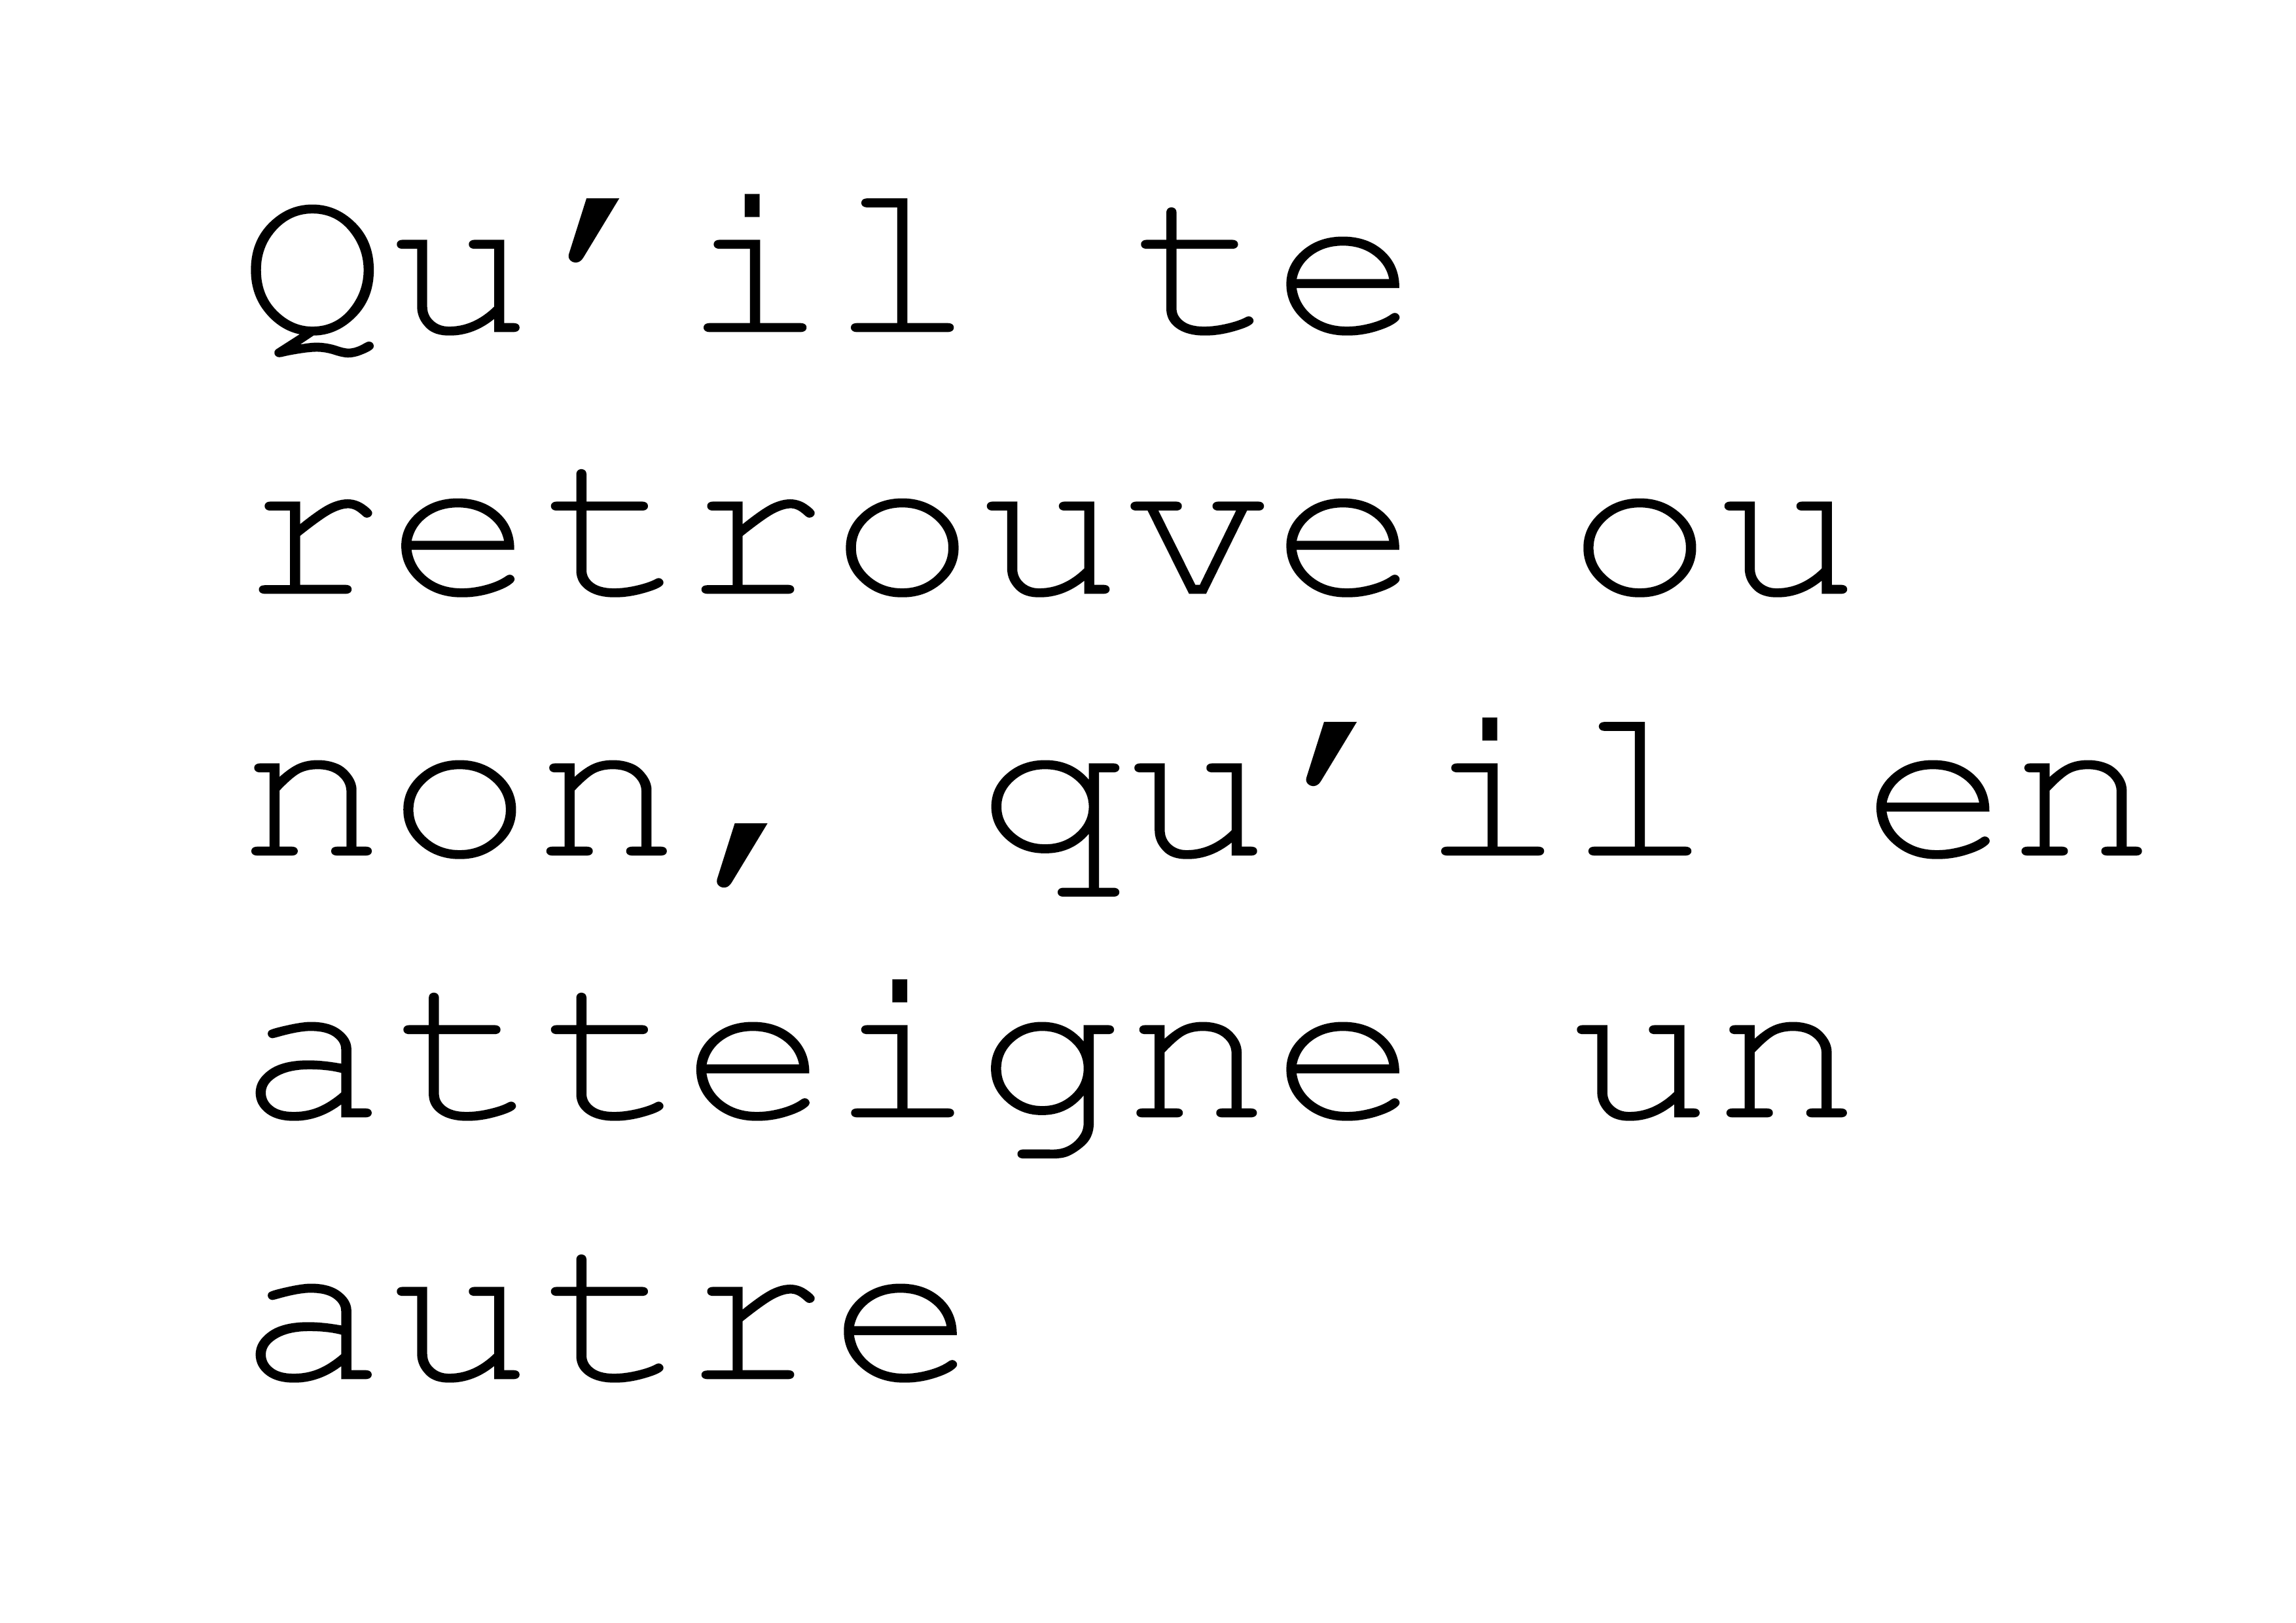 Qu’il te
retrouve ou
non, qu’il en
atteigne un
autre